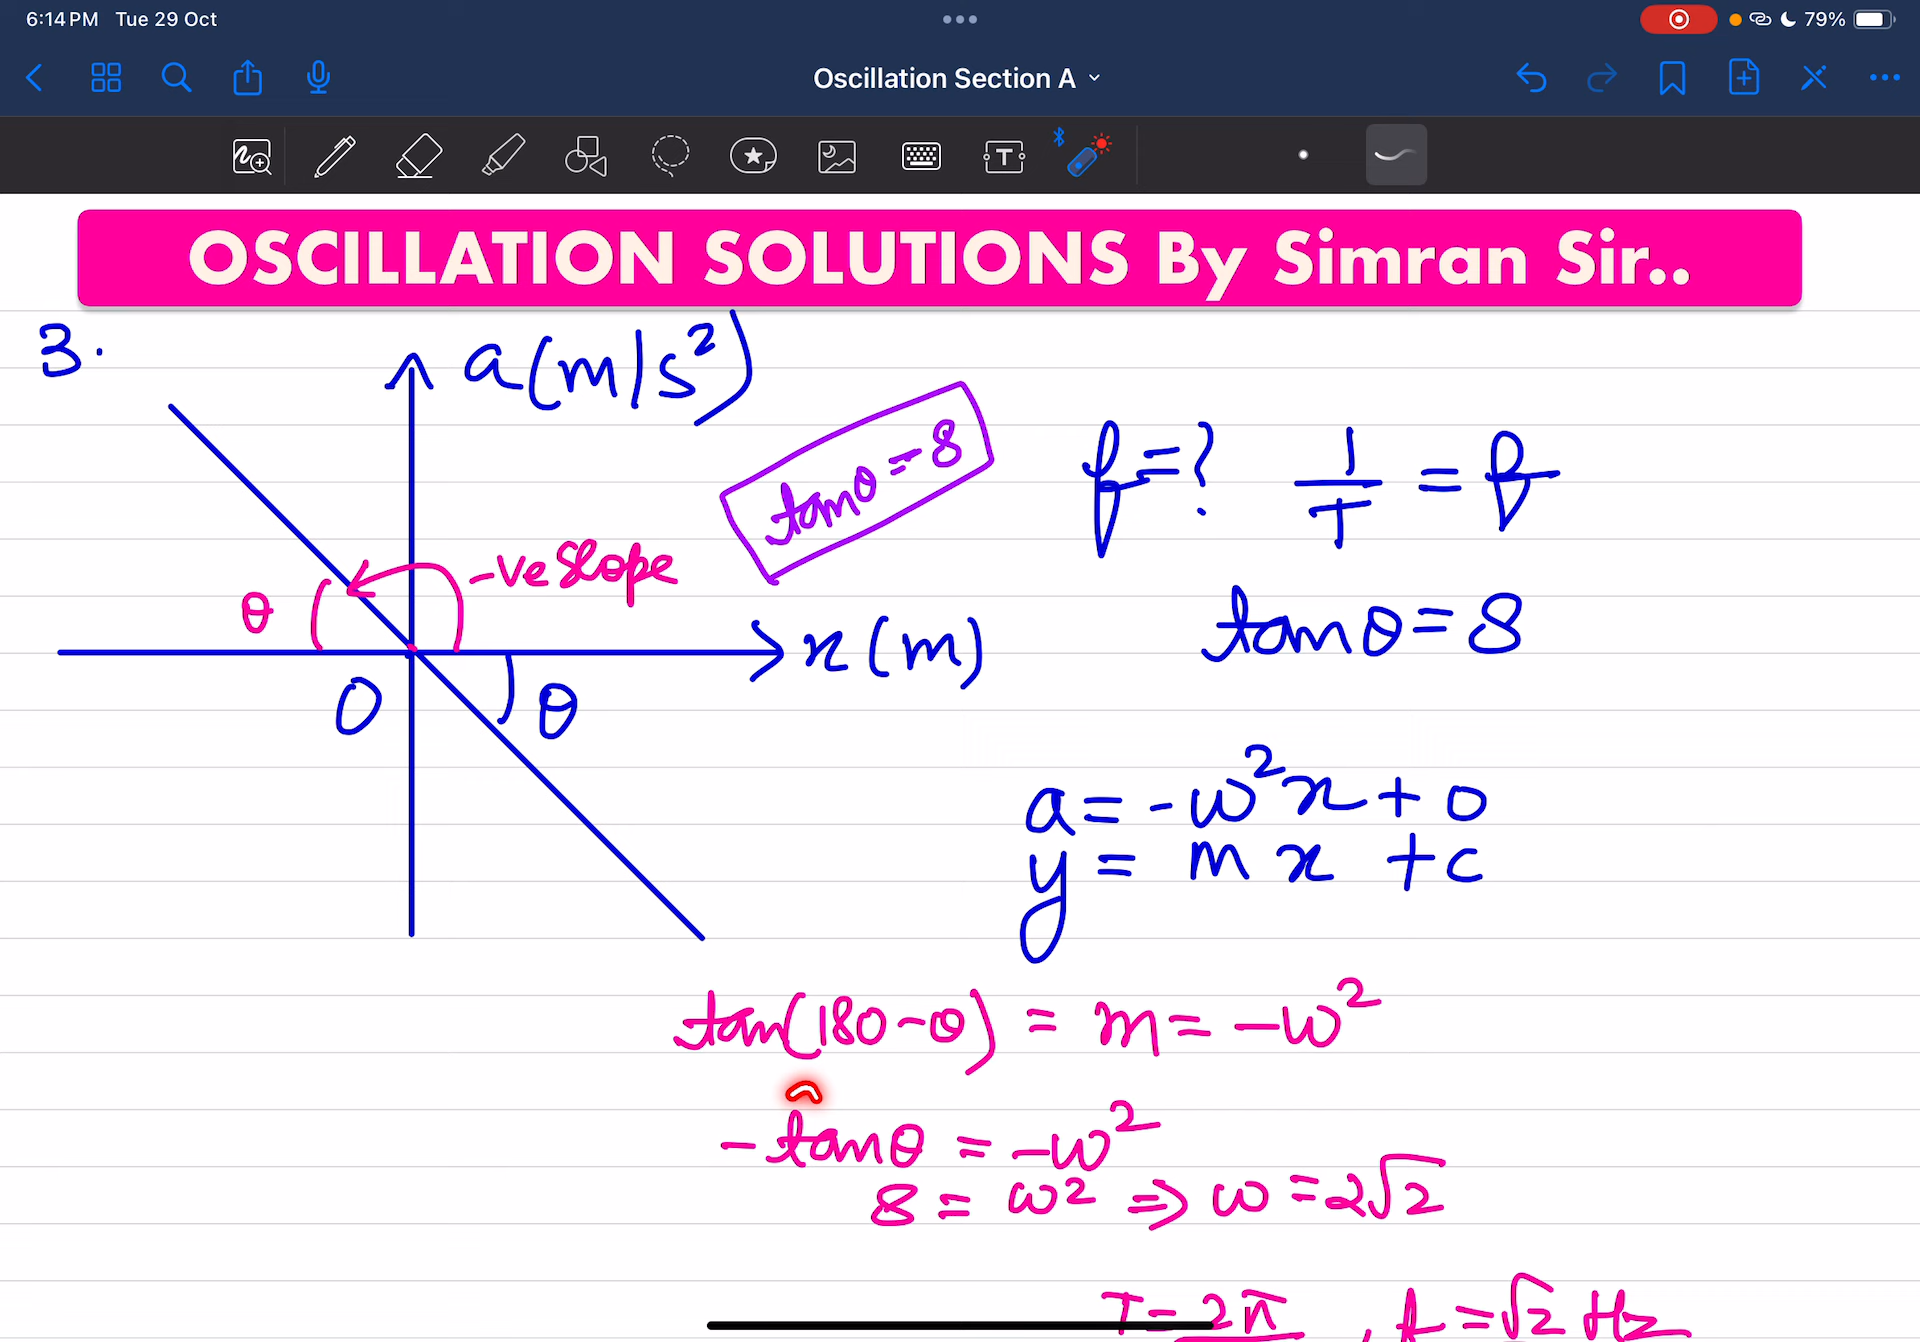 6:14 PM Tue 29 Oct
79%
Oscillation Section A
OSCILLATION SOLUTIONS By Simran Sir..
3.
a(m/s²)
tanθ=8
f=? 1/T = f
-ve slope
θ
tanθ=8
x(m)
O
θ
a = -ω²x + 0
y = mx + c
tan(180-θ) = m = -ω²
-tanθ = -ω²
8 = ω² ⇒ ω = 2√2
T = 2π , f = √2 Hz